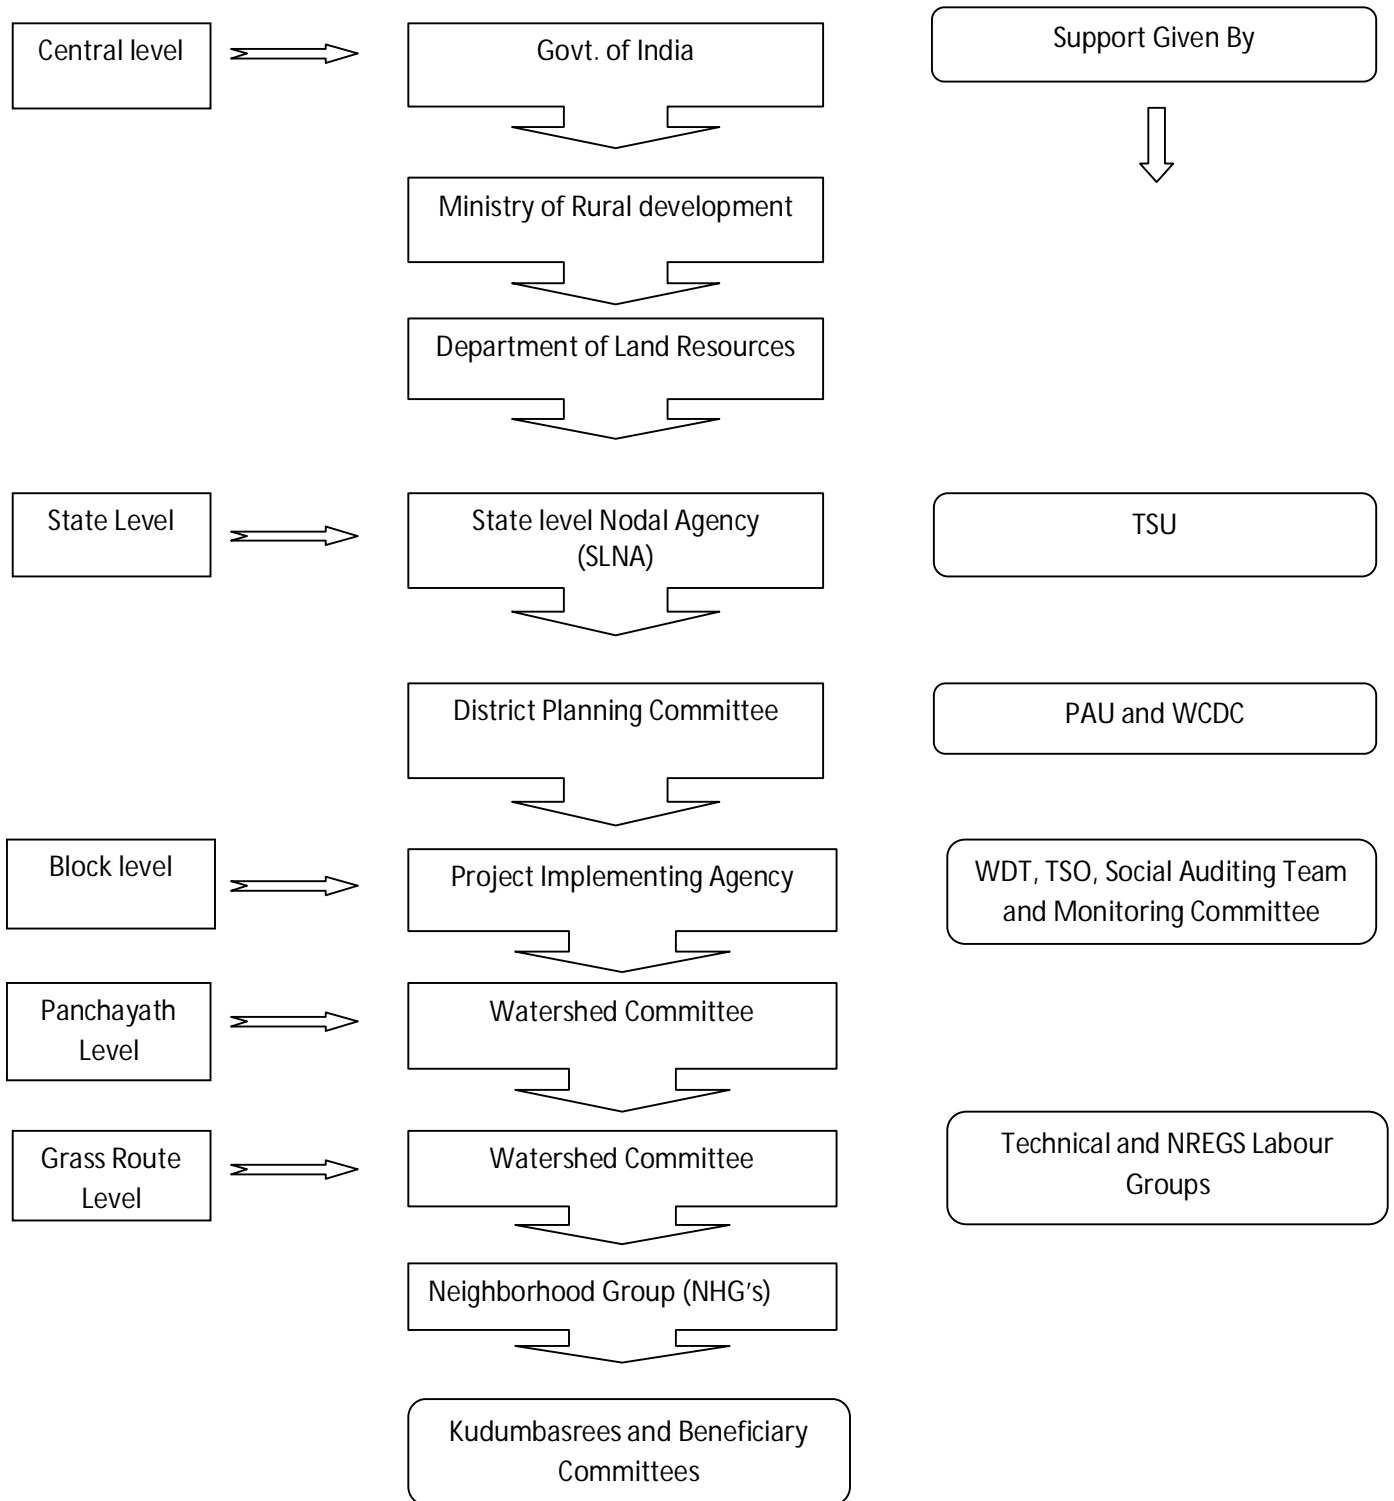 Central level
Govt. of India
Support Given By
Ministry of Rural development
Department of Land Resources
State Level
State level Nodal Agency
(SLNA)
TSU
District Planning Committee
PAU and WCDC
Block level
Project Implementing Agency
WDT, TSO, Social Auditing Team
and Monitoring Committee
Panchayath
Level
Watershed Committee
Grass Route
Level
Watershed Committee
Technical and NREGS Labour
Groups
Neighborhood Group (NHG's)
Kudumbasrees and Beneficiary
Committees